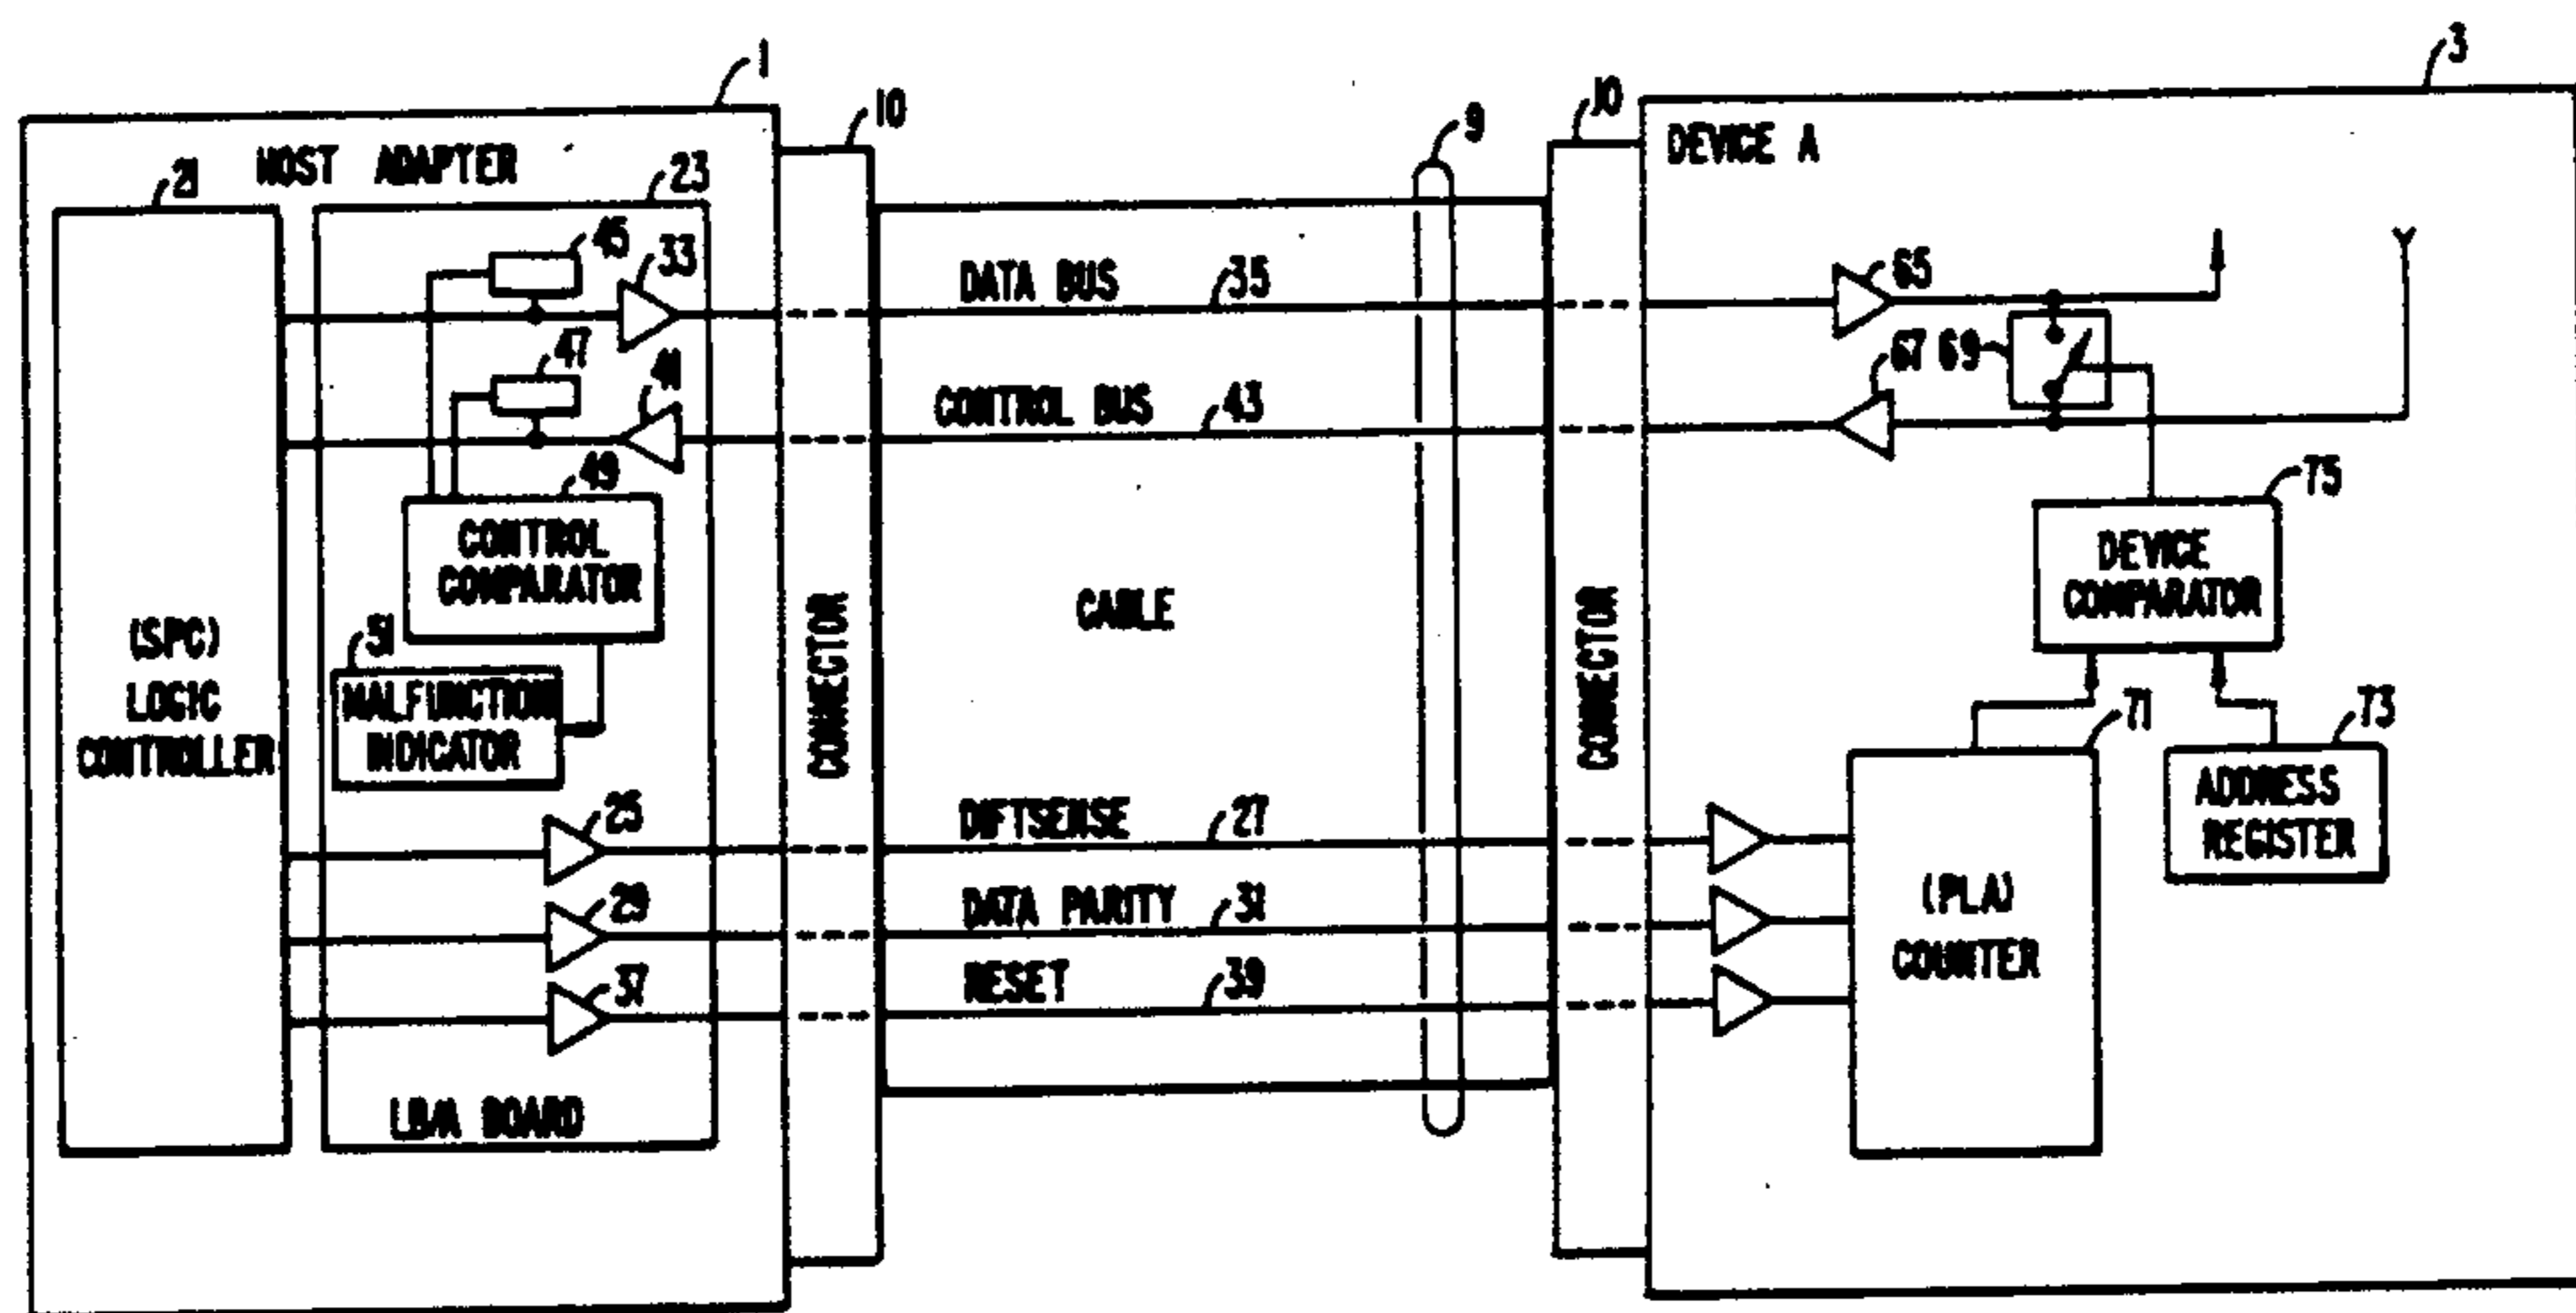 1
3
10
10
9
HOST ADAPTER
DEVICE A
21
23
45
33
DATA BUS
35
65
47
41
CONTROL BUS
43
67
69
49
CONTROL
COMPARATOR
75
DEVICE
COMPARATOR
(SPC)
LOGIC
CONTROLLER
51
MALFUNCTION
INDICATOR
CONNECTOR
CABLE
CONNECTOR
71
73
ADDRESS
REGISTER
25
DIFTSENSE
27
(PLA)
COUNTER
29
DATA PARITY
31
37
RESET
39
BOARD